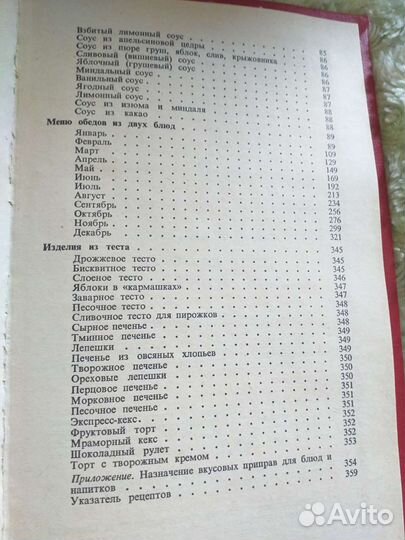 Взбитый лимонный соус
Соус из апельсиновой цедры 85
Соус из пюре груш, яблок, слив, крыжовника 86
Сливовый (вишневый) соус 86
Яблочный (грушевый) соус 86
Миндальный соус 86
Ванильный соус 87
Ягодный соус 87
Лимонный соус 87
Соус из изюма и миндаля 88
Соус из какао 88
Меню обедов из двух блюд 89
Январь 89
Февраль 109
Март 129
Апрель 149
Май 169
Июнь 192
Июль 213
Август 234
Сентябрь 256
Октябрь 276
Ноябрь 299
Декабрь 321
Изделия из теста 345
Дрожжевое тесто 345
Бисквитное тесто 345
Слоеное тесто 346
Яблоки в «кармашках» 347
Заварное тесто 347
Песочное тесто 348
Сливочное тесто для пирожков 348
Сырное печенье 348
Тминное печенье 349
Лепешки 349
Печенье из овсяных хлопьев 349
Творожное печенье 350
Ореховые лепешки 350
Перцовое печенье 350
Морковное печенье 351
Песочное печенье 351
Экспресс-кекс 351
Фруктовый торт 352
Мраморный кекс 352
Шоколадный рулет 352
Торт с творожным кремом 353
Приложение. Назначение вкусовых приправ для блюд и
напитков 354
Указатель рецептов 359
Avito